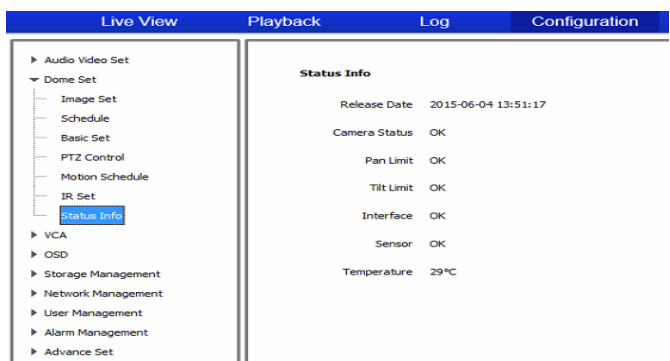 Live View Playback Log Configuration
Audio Video Set
Dome Set
Image Set
Schedule
Basic Set
PTZ Control
Motion Schedule
IR Set
Status Info
VCA
OSD
Storage Management
Network Management
User Management
Alarm Management
Advance Set
Status Info
Release Date 2015-06-04 13:51:17
Camera Status OK
Pan Limit OK
Tilt Limit OK
Interface OK
Sensor OK
Temperature 29°C